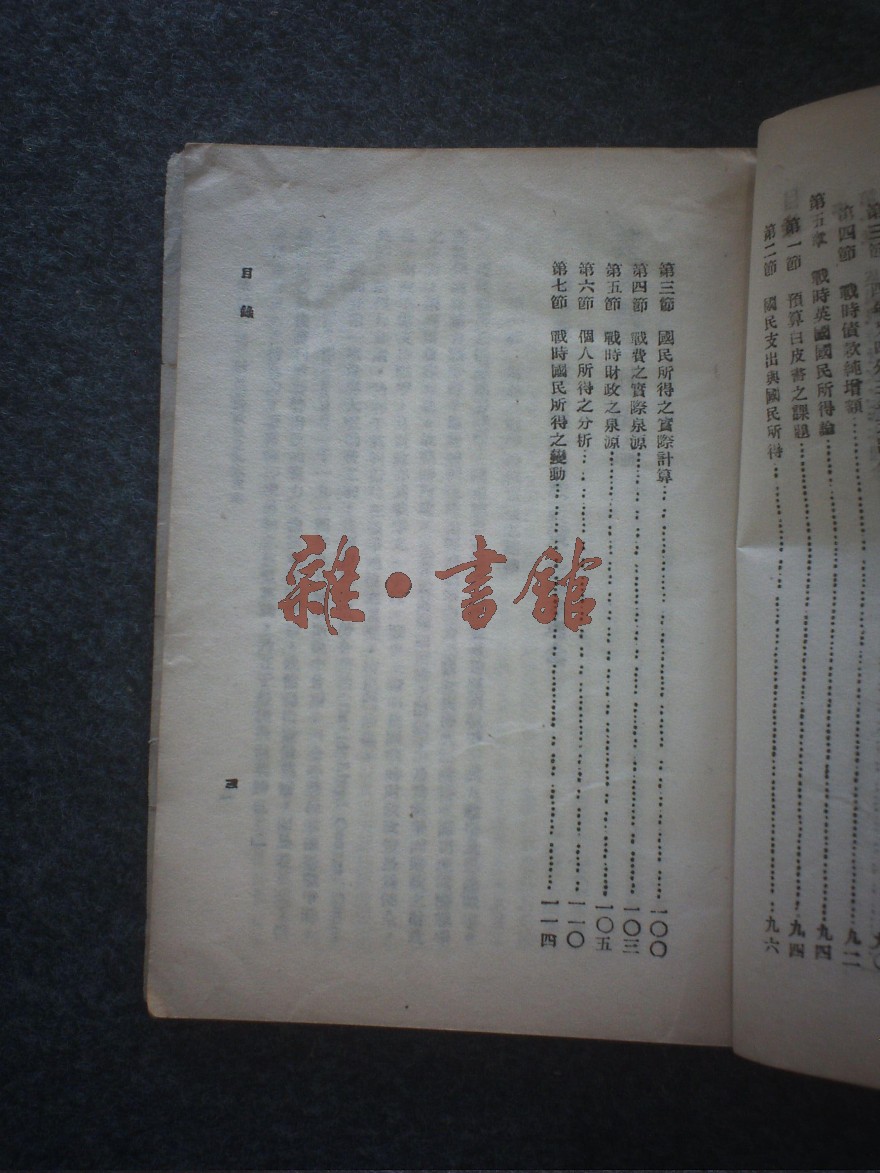 第四節 戰時債款純增額……九二
第五章 戰時英國國民所得論……九四
第一節 預算白皮書之課題……九四
第二節 國民支出與國民所得……九六
第三節 國民所得之實際計算……一〇〇
第四節 戰費之實際泉源……一〇三
第五節 戰時財政之泉源……一〇五
第六節 個人所得之分析……一一〇
第七節 戰時國民所得之變動……一一四
目錄
四
雜·書館